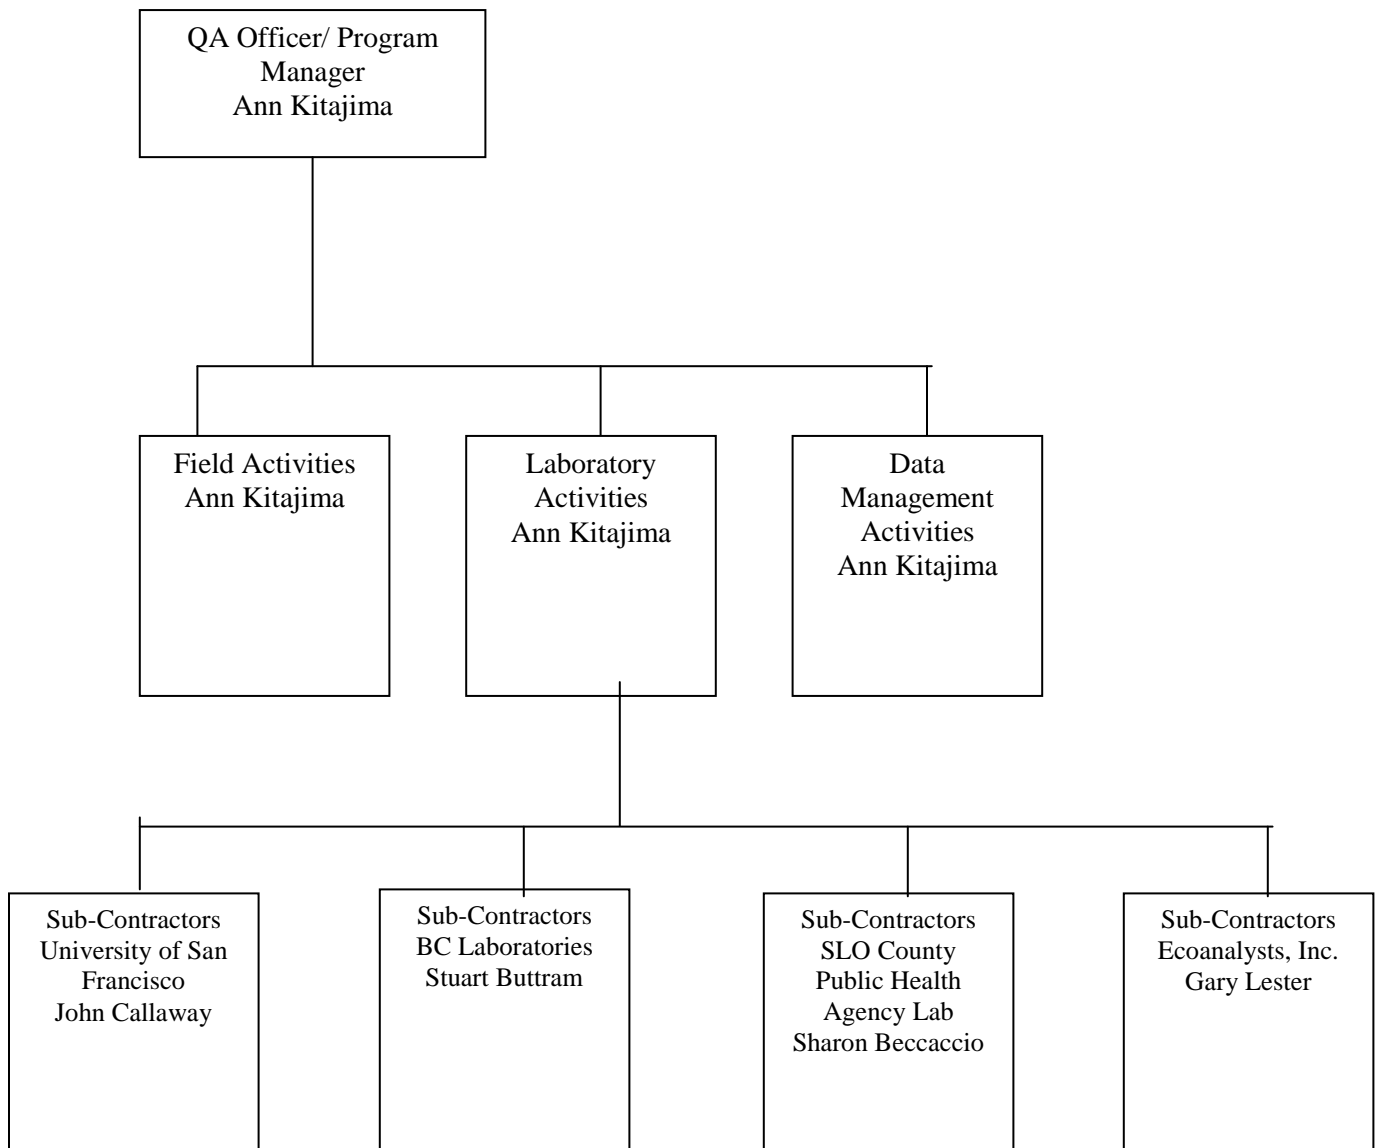 QA Officer/ Program
Manager
Ann Kitajima
Field Activities
Ann Kitajima
Laboratory
Activities
Ann Kitajima
Data
Management
Activities
Ann Kitajima
Sub-Contractors
University of San
Francisco
John Callaway
Sub-Contractors
BC Laboratories
Stuart Buttram
Sub-Contractors
SLO County
Public Health
Agency Lab
Sharon Beccaccio
Sub-Contractors
Ecoanalysts, Inc.
Gary Lester